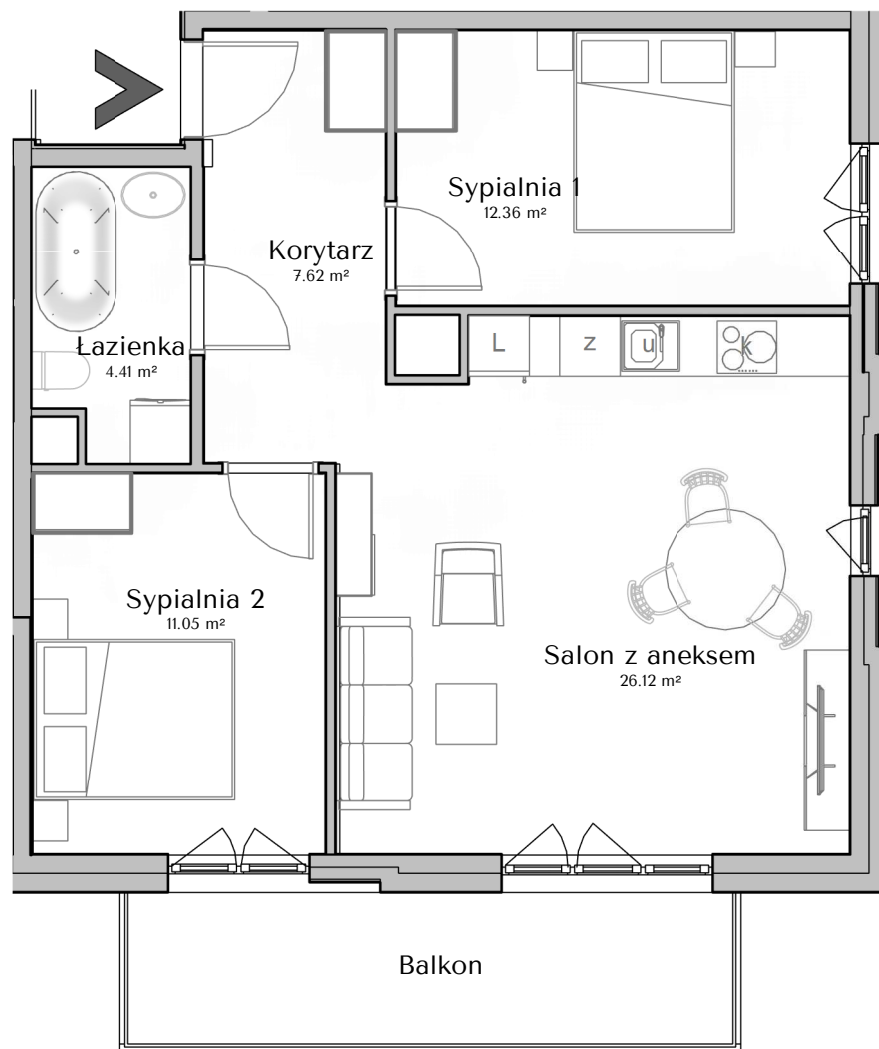 Sypialnia 1
12.36 m²
Korytarz
7.62 m²
Łazienka
4.41 m²
L
z
u
k
Sypialnia 2
11.05 m²
Salon z aneksem
26.12 m²
Balkon